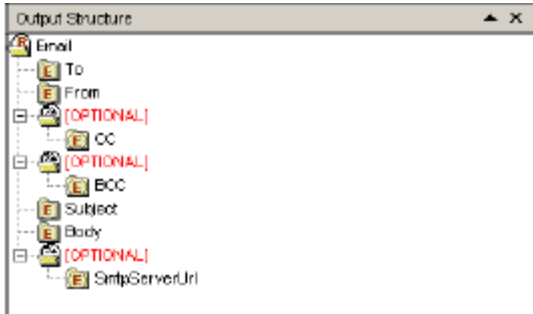 Output Structure
Email
To
From
[OPTIONAL]
CC
[OPTIONAL]
BCC
Subject
Body
[OPTIONAL]
SmtpServerUrl